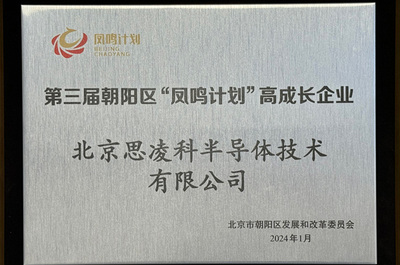 凤鸣计划
BEIJING
CHAOYANG
第三届朝阳区“凤鸣计划”高成长企业
北京思凌科半导体技术
有限公司
北京市朝阳区发展和改革委员会
2024年1月